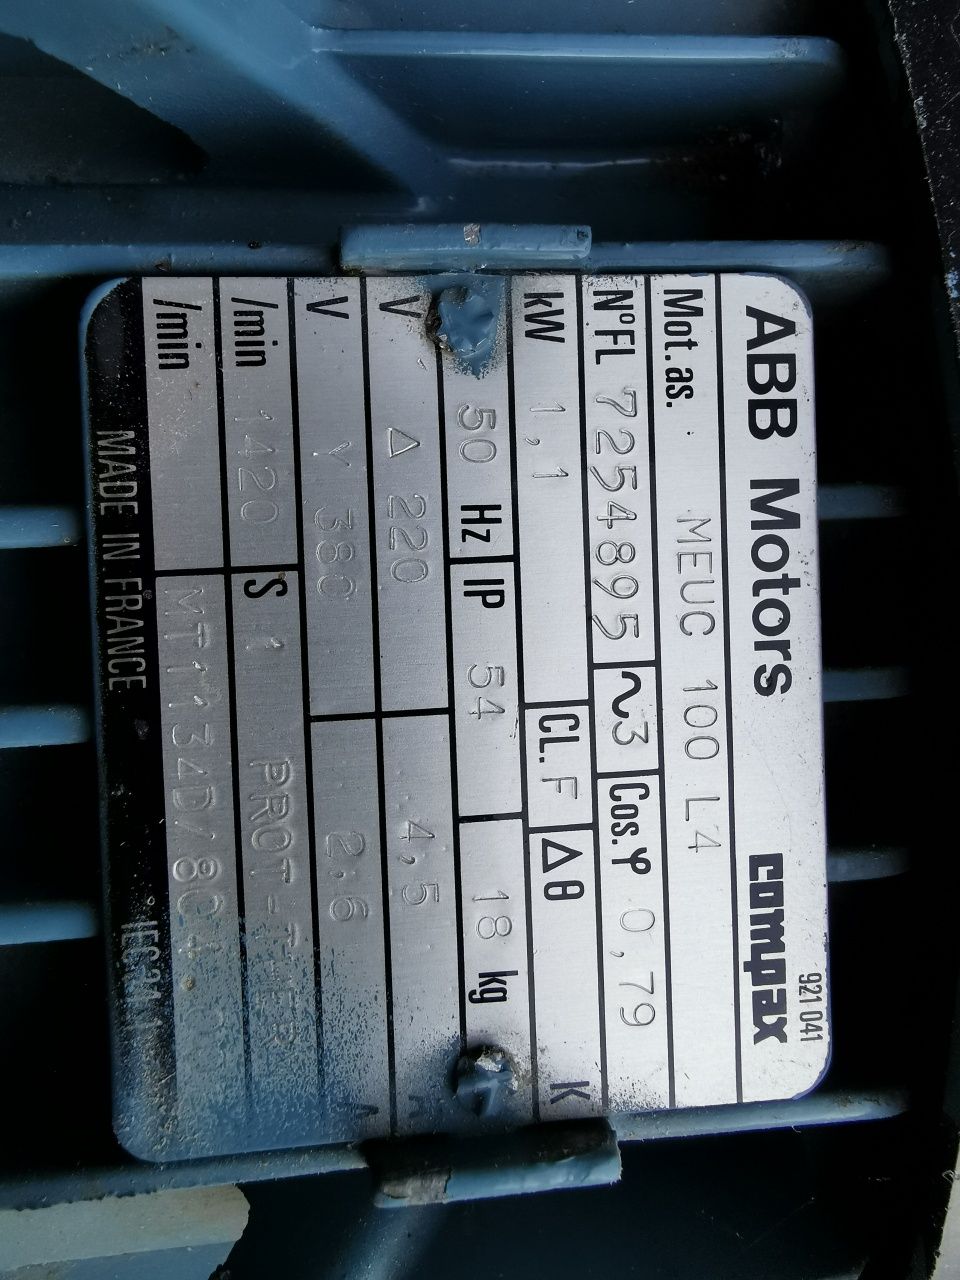 921 041
ABB Motors compax
Mot. as. MEUC 100 L4
N° FL 7254895 ~3 Cos. φ 0,79
kW 1,1 CL. F Δθ K
50 Hz IP 54 18 kg
V Δ 220 4,5 A
V Y 380 2,6 A
/min 1420 S 1 PROT-
/min
MADE IN FRANCE